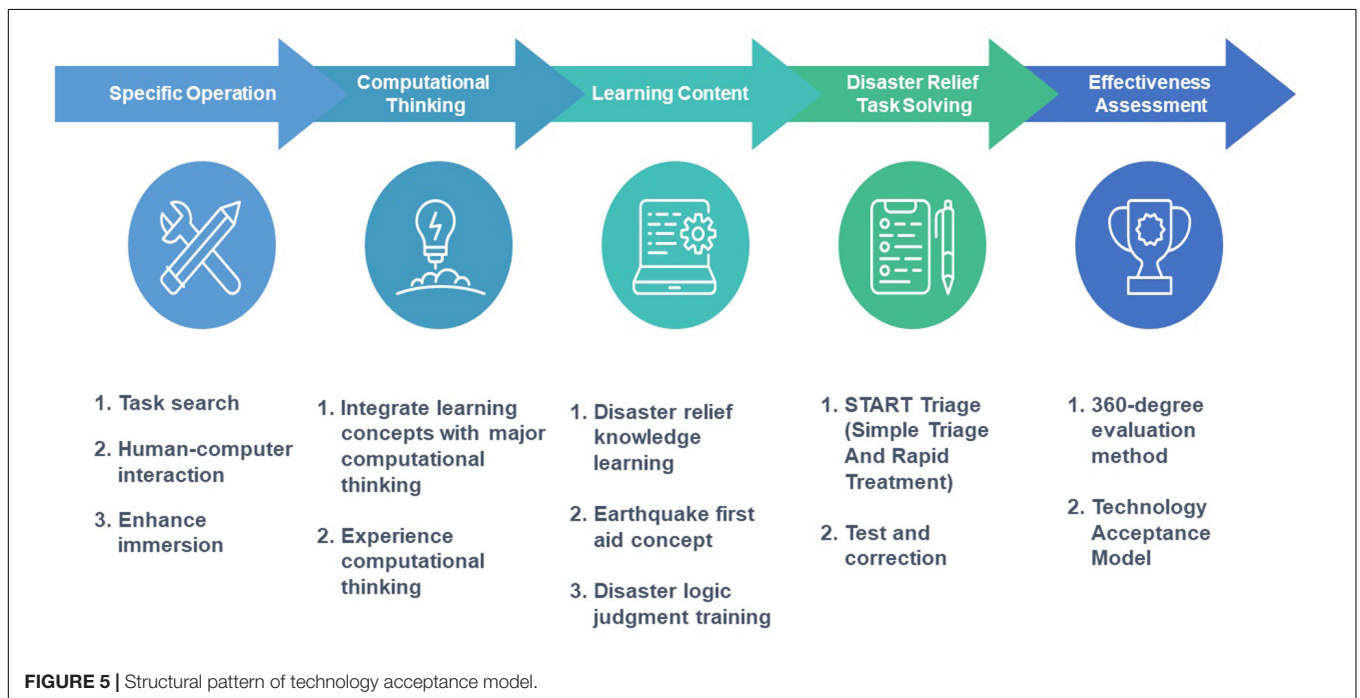 Specific Operation
Computational
Thinking
Learning Content
Disaster Relief
Task Solving
Effectiveness
Assessment
1. Task search
2. Human-computer
interaction
3. Enhance
immersion
1. Integrate learning
concepts with major
computational
thinking
2. Experience
computational
thinking
1. Disaster relief
knowledge
learning
2. Earthquake first
aid concept
3. Disaster logic
judgment training
1. START Triage
(Simple Triage
And Rapid
Treatment)
2. Test and
correction
1. 360-degree
evaluation
method
2. Technology
Acceptance
Model
FIGURE 5 | Structural pattern of technology acceptance model.